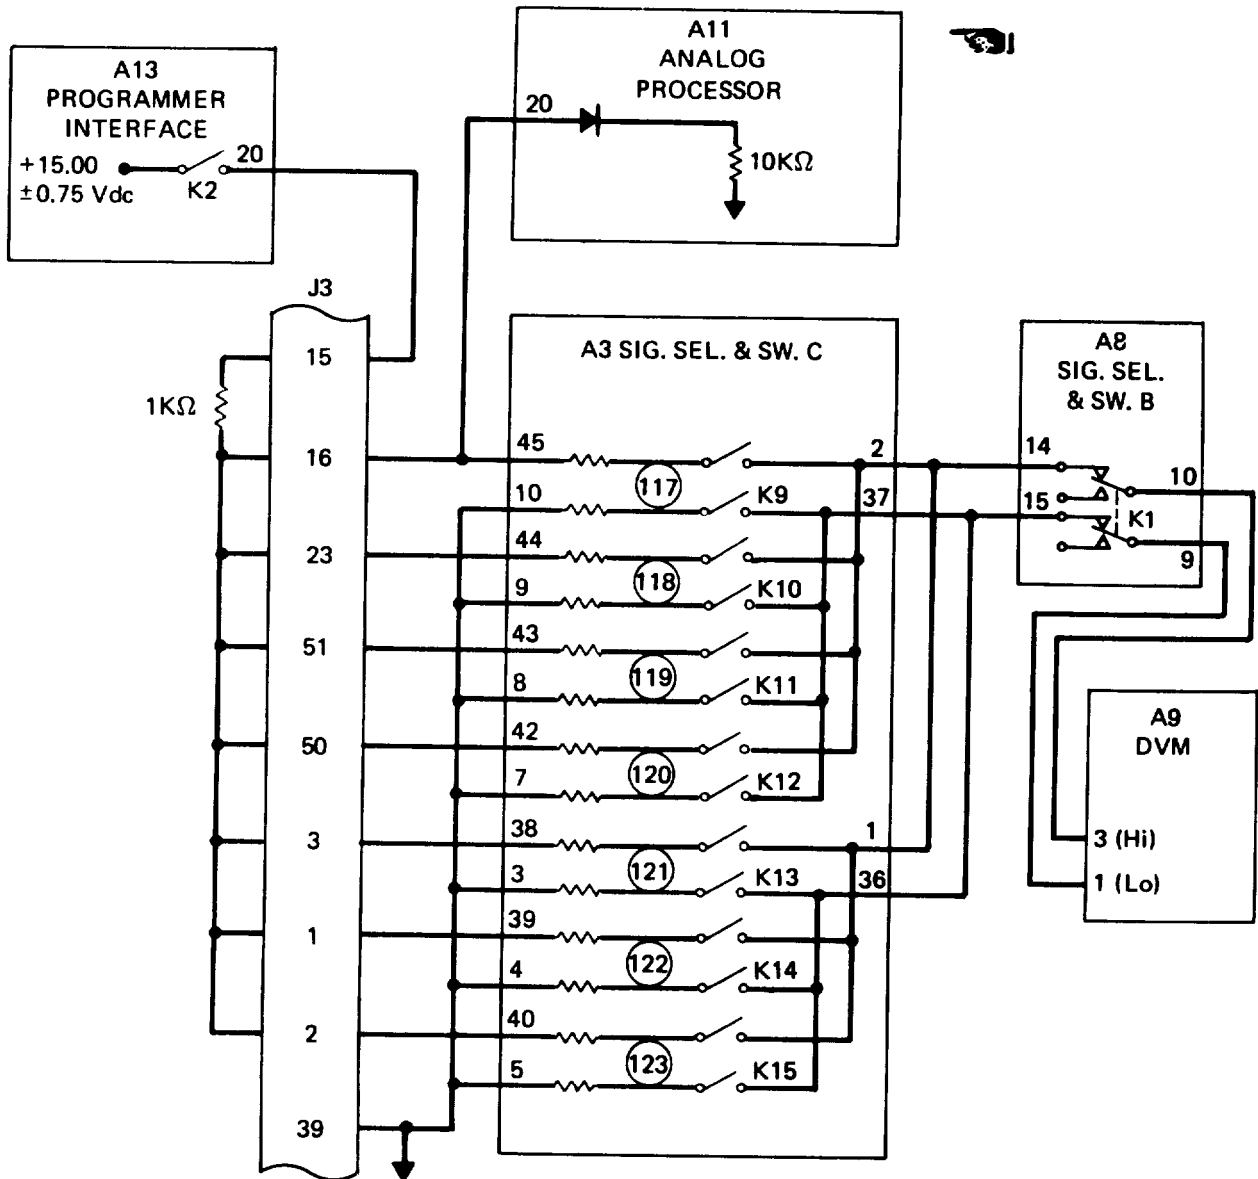 A13
PROGRAMMER
INTERFACE
+15.00
±0.75 Vdc
K2
20
A11
ANALOG
PROCESSOR
20
10KΩ
J3
1KΩ
15
16
23
51
50
3
1
2
39
A3 SIG. SEL. & SW. C
45
117
2
10
K9
37
44
118
9
K10
43
119
8
K11
42
120
7
K12
38
121
1
3
K13
36
39
122
4
K14
40
123
5
K15
A8
SIG. SEL.
& SW. B
14
10
15
K1
9
A9
DVM
3 (Hi)
1 (Lo)